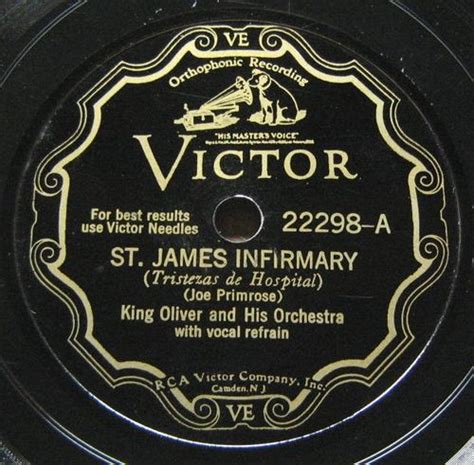 VE
Orthophonic Recording
"HIS MASTER'S VOICE"
VICTOR
For best results
use Victor Needles
22298-A
ST. JAMES INFIRMARY
(Tristezas de Hospital)
(Joe Primrose)
King Oliver and His Orchestra
with vocal refrain
RCA Victor Company, Inc.
Camden, N J
VE